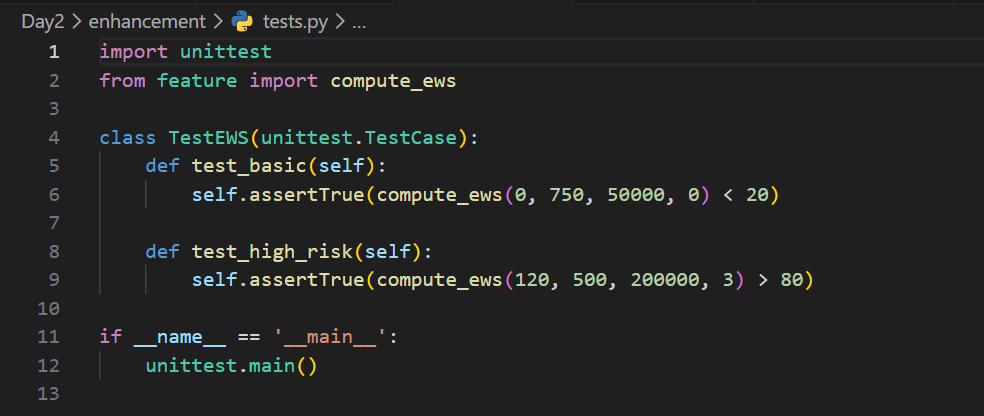 Day2 > enhancement > tests.py > ...
1 import unittest
2 from feature import compute_ews
3
4 class TestEWS(unittest.TestCase):
5     def test_basic(self):
6         self.assertTrue(compute_ews(0, 750, 50000, 0) < 20)
7
8     def test_high_risk(self):
9         self.assertTrue(compute_ews(120, 500, 200000, 3) > 80)
10
11 if __name__ == '__main__':
12     unittest.main()
13